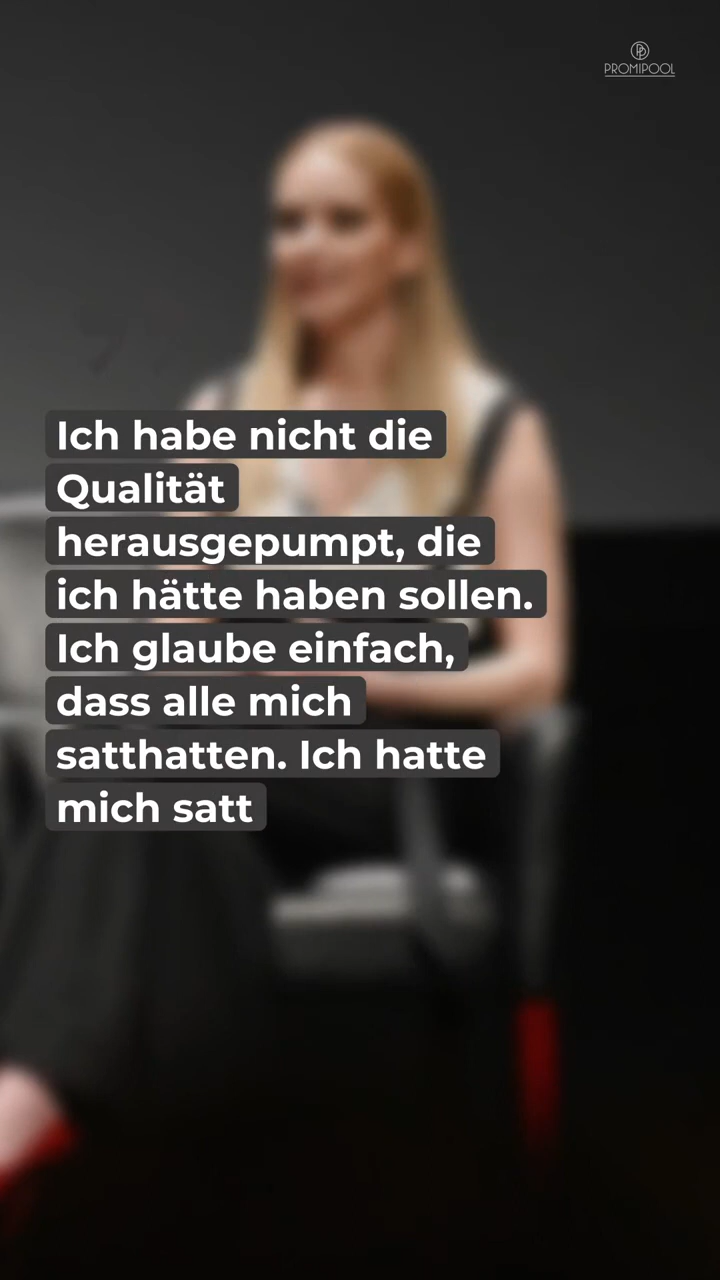 PROMIPOOL
Ich habe nicht die
Qualität
herausgepumpt, die
ich hätte haben sollen.
Ich glaube einfach,
dass alle mich
satthatten. Ich hatte
mich satt